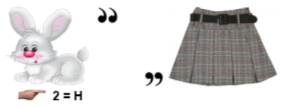 ❟❟
2 = H
❟❟